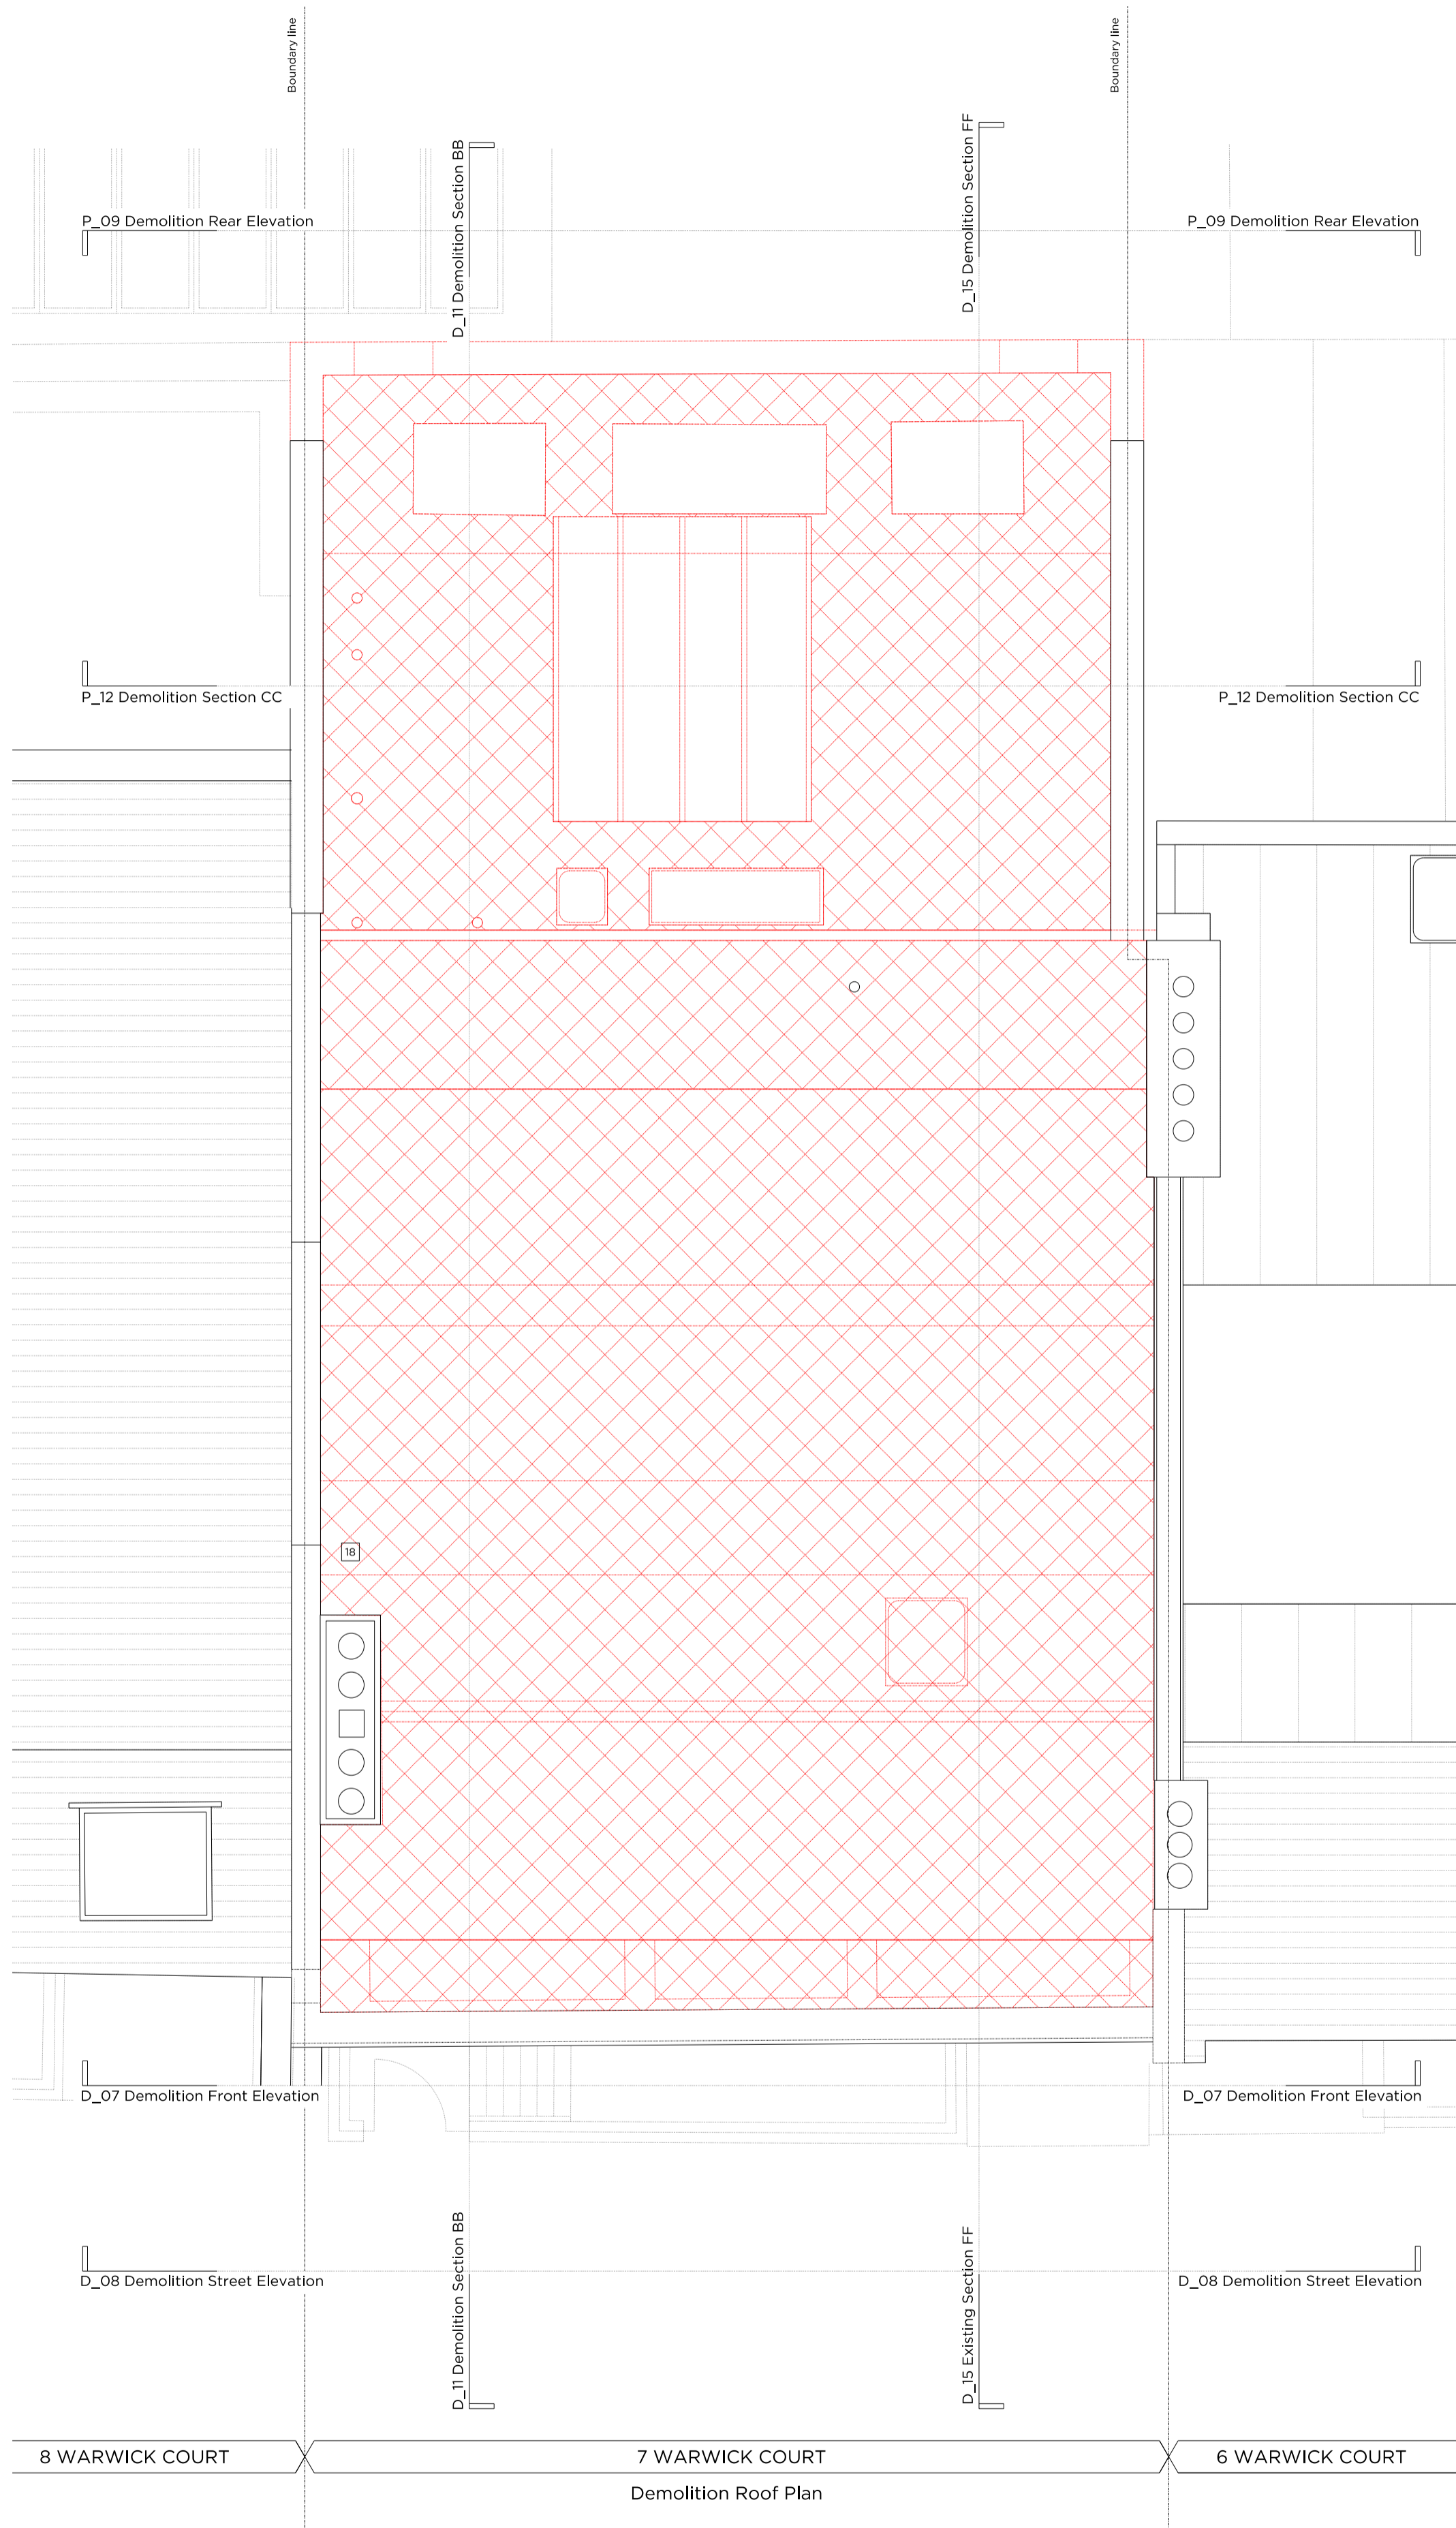 Boundary line
Boundary line
D_11 Demolition Section BB
D_15 Demolition Section FF
P_09 Demolition Rear Elevation
P_09 Demolition Rear Elevation
P_12 Demolition Section CC
P_12 Demolition Section CC
18
D_07 Demolition Front Elevation
D_07 Demolition Front Elevation
D_11 Demolition Section BB
D_15 Existing Section FF
D_08 Demolition Street Elevation
D_08 Demolition Street Elevation
8 WARWICK COURT
7 WARWICK COURT
6 WARWICK COURT
Demolition Roof Plan